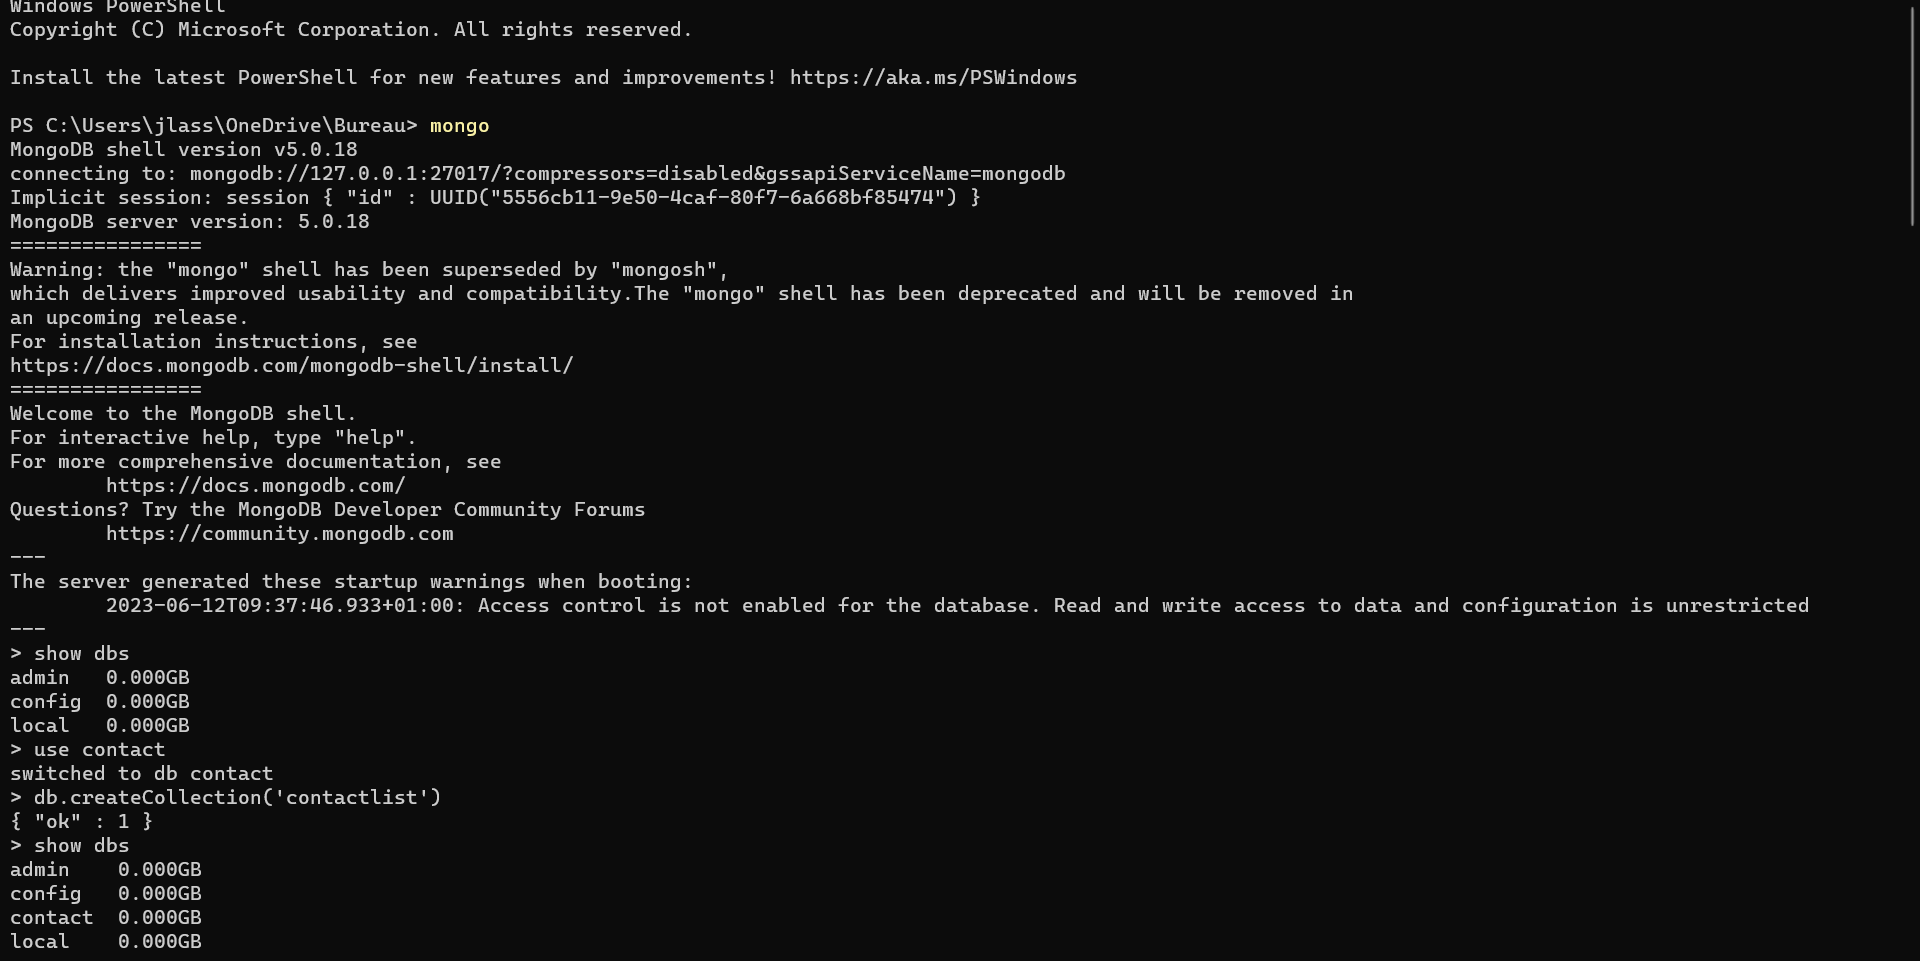 Windows PowerShell
Copyright (C) Microsoft Corporation. All rights reserved.
Install the latest PowerShell for new features and improvements! https://aka.ms/PSWindows
PS C:\Users\jlass\OneDrive\Bureau> mongo
MongoDB shell version v5.0.18
connecting to: mongodb://127.0.0.1:27017/?compressors=disabled&gssapiServiceName=mongodb
Implicit session: session { "id" : UUID("5556cb11-9e50-4caf-80f7-6a668bf85474") }
MongoDB server version: 5.0.18
================
Warning: the "mongo" shell has been superseded by "mongosh",
which delivers improved usability and compatibility.The "mongo" shell has been deprecated and will be removed in
an upcoming release.
For installation instructions, see
https://docs.mongodb.com/mongodb-shell/install/
================
Welcome to the MongoDB shell.
For interactive help, type "help".
For more comprehensive documentation, see
        https://docs.mongodb.com/
Questions? Try the MongoDB Developer Community Forums
        https://community.mongodb.com
---
The server generated these startup warnings when booting:
        2023-06-12T09:37:46.933+01:00: Access control is not enabled for the database. Read and write access to data and configuration is unrestricted
---
> show dbs
admin   0.000GB
config  0.000GB
local   0.000GB
> use contact
switched to db contact
> db.createCollection('contactlist')
{ "ok" : 1 }
> show dbs
admin    0.000GB
config   0.000GB
contact  0.000GB
local    0.000GB